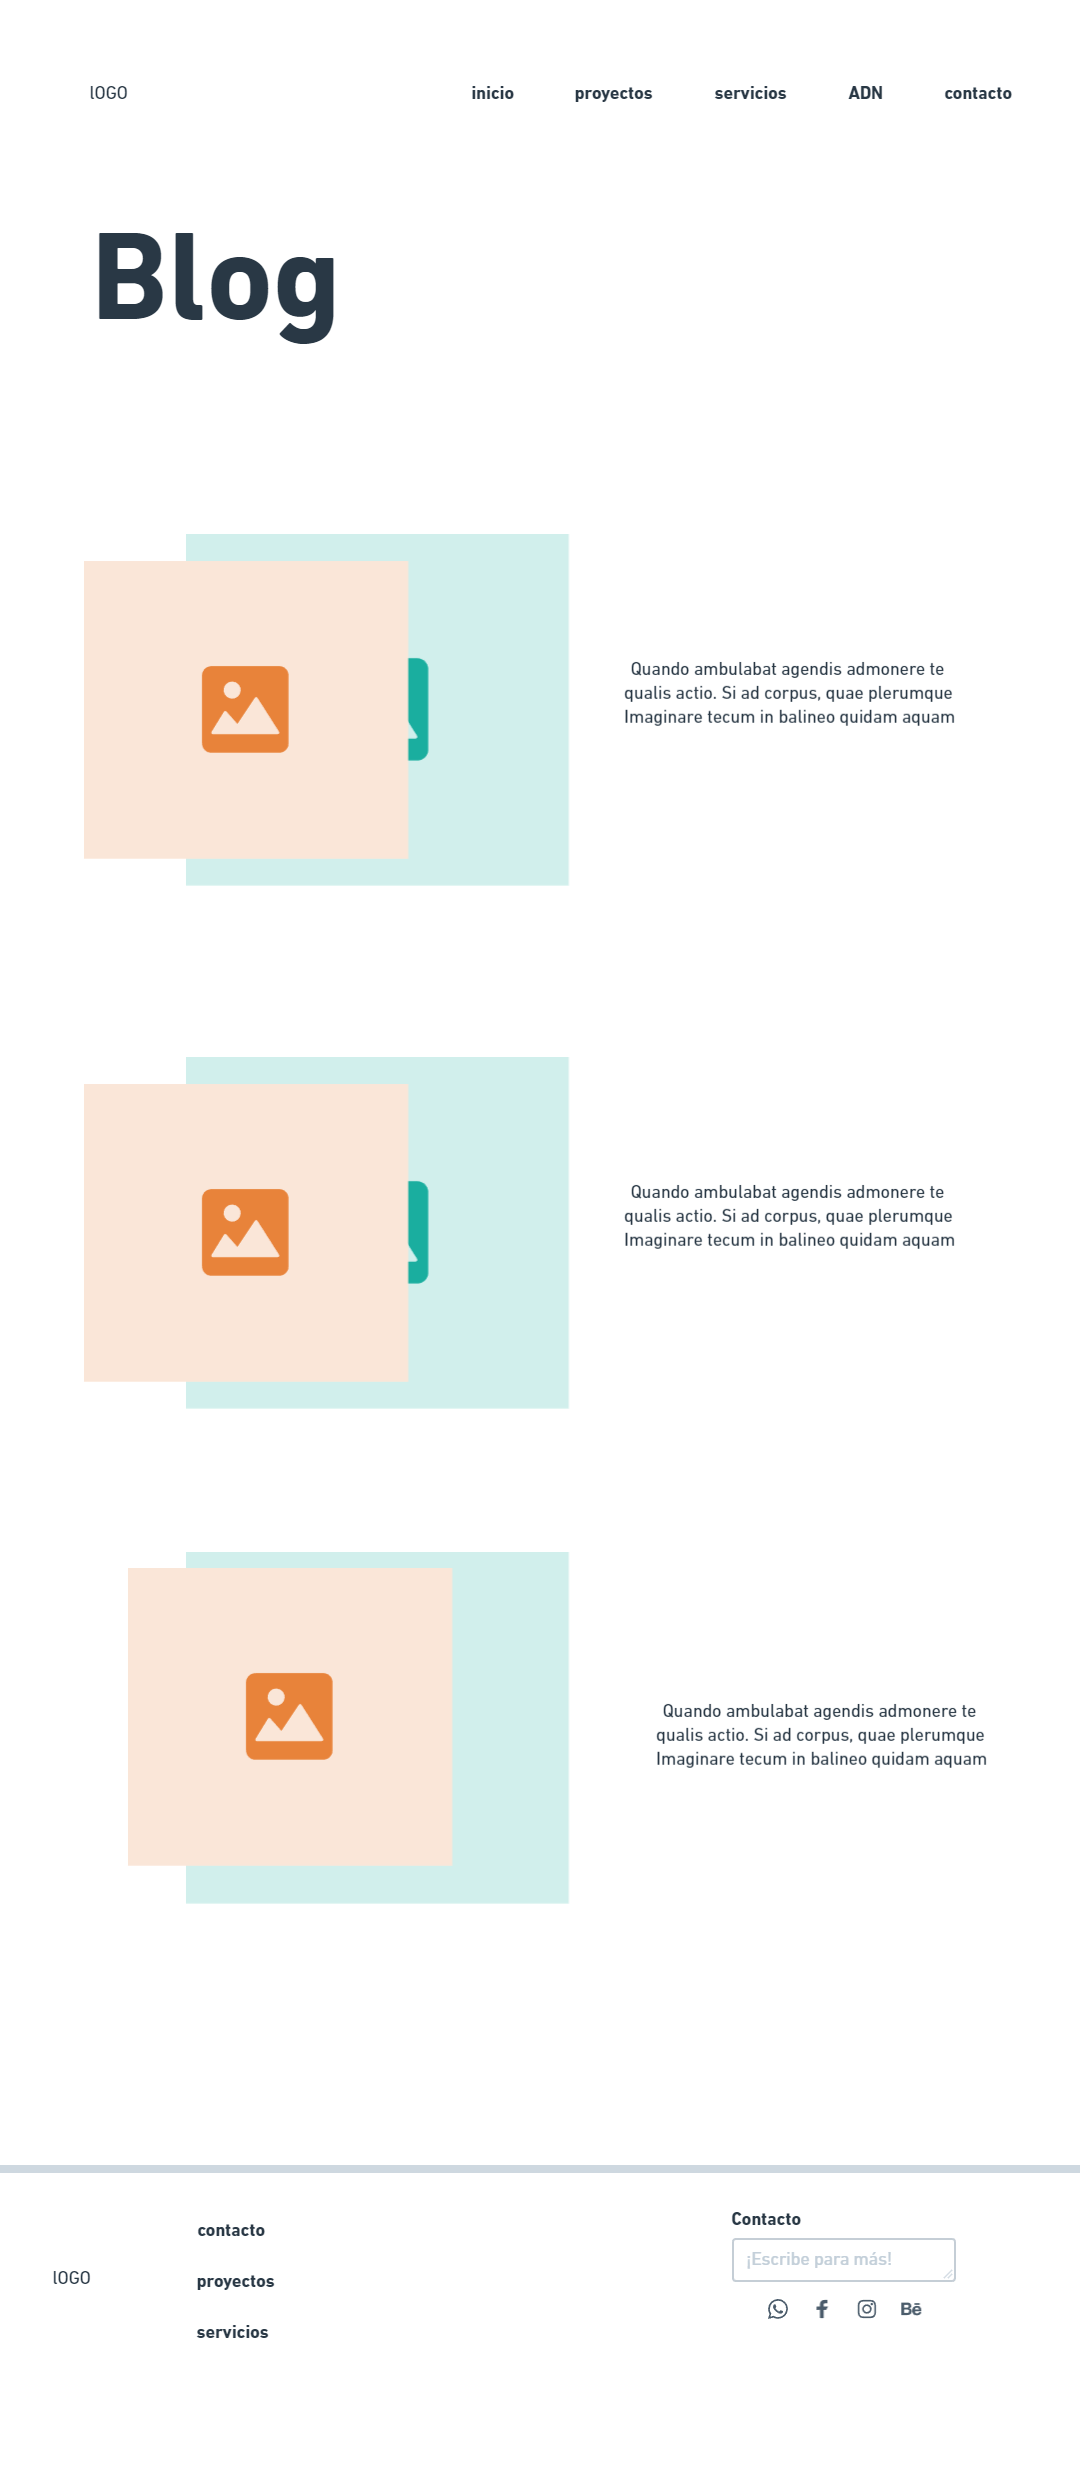 lOGO
inicio proyectos servicios ADN contacto
Blog
Quando ambulabat agendis admonere te
qualis actio. Si ad corpus, quae plerumque
Imaginare tecum in balineo quidam aquam
Quando ambulabat agendis admonere te
qualis actio. Si ad corpus, quae plerumque
Imaginare tecum in balineo quidam aquam
Quando ambulabat agendis admonere te
qualis actio. Si ad corpus, quae plerumque
Imaginare tecum in balineo quidam aquam
lOGO
contacto
proyectos
servicios
Contacto
¡Escribe para más!
Bē